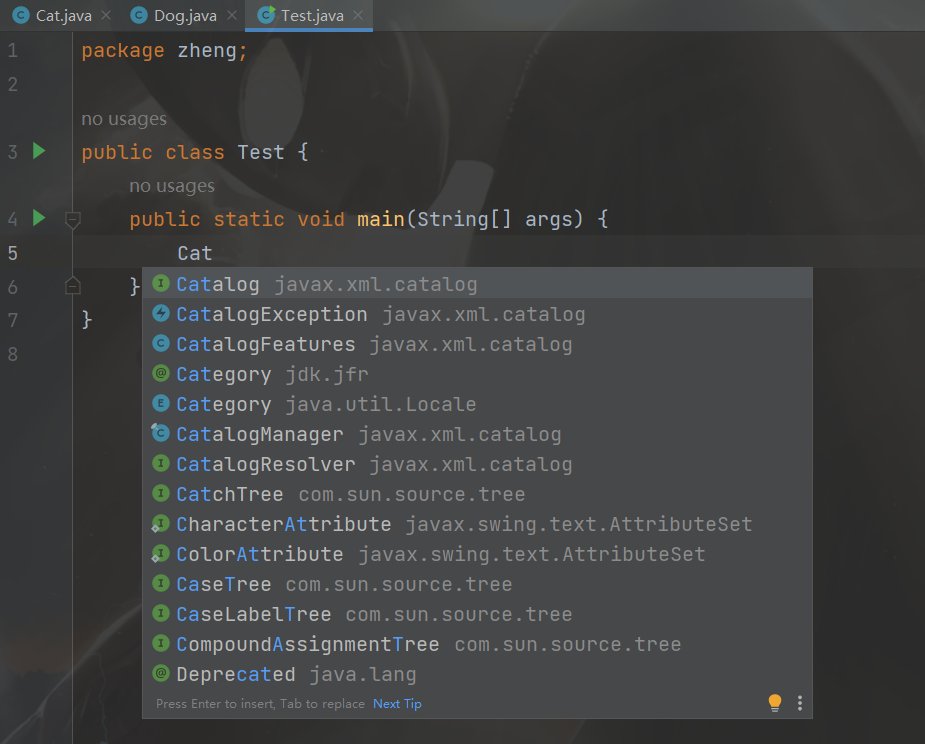 Cat.java Dog.java Test.java
1 package zheng;
2
no usages
3 public class Test {
no usages
4 public static void main(String[] args) {
5 Cat
6 }
7 }
8
Catalog javax.xml.catalog
CatalogException javax.xml.catalog
CatalogFeatures javax.xml.catalog
Category jdk.jfr
Category java.util.Locale
CatalogManager javax.xml.catalog
CatalogResolver javax.xml.catalog
CatchTree com.sun.source.tree
CharacterAttribute javax.swing.text.AttributeSet
ColorAttribute javax.swing.text.AttributeSet
CaseTree com.sun.source.tree
CaseLabelTree com.sun.source.tree
CompoundAssignmentTree com.sun.source.tree
Deprecated java.lang
Press Enter to insert, Tab to replace Next Tip